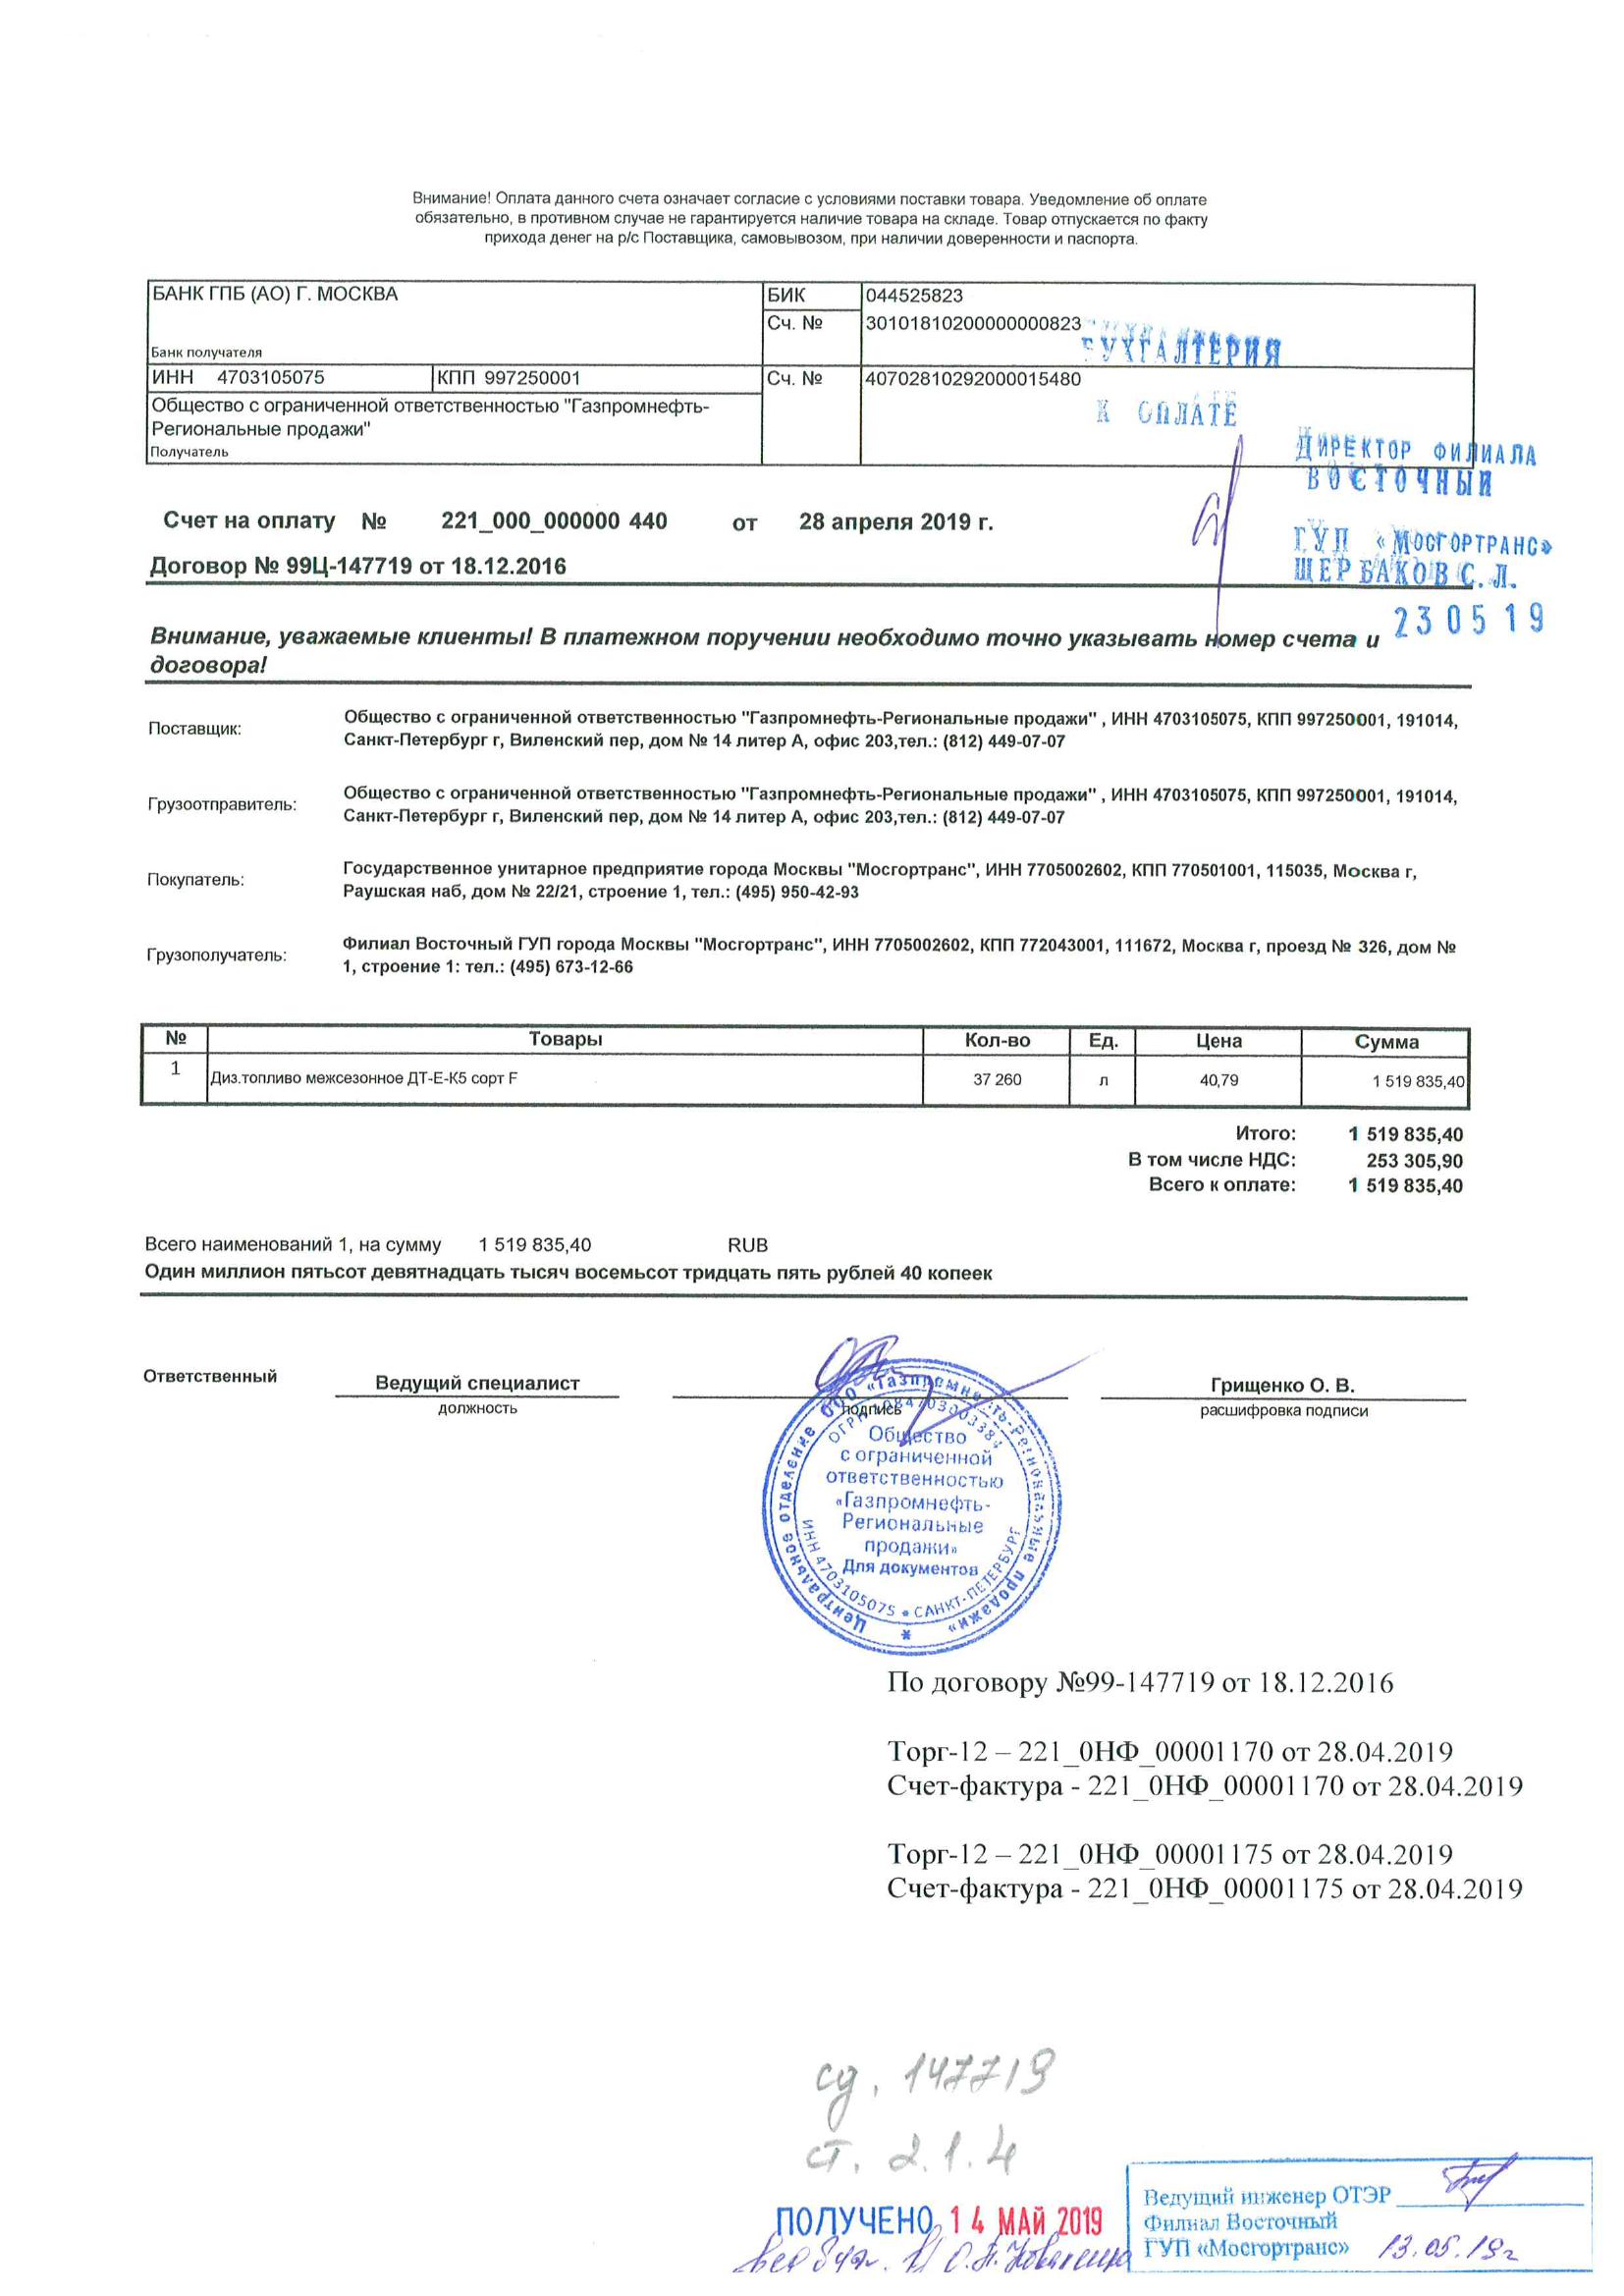 Внимание! Оплата данного счета означает согласие с условиями поставки товара. Уведомление об оплате
обязательно, в противном случае не гарантируется наличие товара на складе. Товар отпускается по факту
прихода денег на р/с Поставщика, самовывозом, при наличии доверенности и паспорта.
БАНК ГПБ (АО) Г. МОСКВА БИК 044525823
Сч. № 30101810200000000823
Банк получателя
БУХГАЛТЕРИЯ
ИНН 4703105075 КПП 997250001 Сч. № 40702810292000015480
Общество с ограниченной ответственностью "Газпромнефть-
Региональные продажи"
Получатель
К ОПЛАТЕ
ДИРЕКТОР ФИЛИАЛА
ВОСТОЧНЫЙ
ГУП «МОСГОРТРАНС»
ЩЕРБАКОВ С. Л.
23 05 19
Счет на оплату № 221_000_000000 440 от 28 апреля 2019 г.
Договор № 99Ц-147719 от 18.12.2016
Внимание, уважаемые клиенты! В платежном поручении необходимо точно указывать номер счета и
договора!
Поставщик: Общество с ограниченной ответственностью "Газпромнефть-Региональные продажи" , ИНН 4703105075, КПП 997250001, 191014,
Санкт-Петербург г, Виленский пер, дом № 14 литер А, офис 203,тел.: (812) 449-07-07
Грузоотправитель: Общество с ограниченной ответственностью "Газпромнефть-Региональные продажи" , ИНН 4703105075, КПП 997250001, 191014,
Санкт-Петербург г, Виленский пер, дом № 14 литер А, офис 203,тел.: (812) 449-07-07
Покупатель: Государственное унитарное предприятие города Москвы "Мосгортранс", ИНН 7705002602, КПП 770501001, 115035, Москва г,
Раушская наб, дом № 22/21, строение 1, тел.: (495) 950-42-93
Грузополучатель: Филиал Восточный ГУП города Москвы "Мосгортранс", ИНН 7705002602, КПП 772043001, 111672, Москва г, проезд № 326, дом №
1, строение 1: тел.: (495) 673-12-66
№ Товары Кол-во Ед. Цена Сумма
1 Диз.топливо межсезонное ДТ-Е-К5 сорт F 37 260 л 40,79 1 519 835,40
Итого: 1 519 835,40
В том числе НДС: 253 305,90
Всего к оплате: 1 519 835,40
Всего наименований 1, на сумму 1 519 835,40 RUB
Один миллион пятьсот девятнадцать тысяч восемьсот тридцать пять рублей 40 копеек
Ответственный Ведущий специалист Грищенко О. В.
должность подпись расшифровка подписи
Центральное отделение ООО «Газпромнефть-Региональные продажи»
ОГРН 1084703003384
Общество
с ограниченной
ответственностью
«Газпромнефть-
Региональные
продажи»
Для документов
ИНН 4703105075 • САНКТ-ПЕТЕРБУРГ
По договору №99-147719 от 18.12.2016
Торг-12 – 221_0НФ_00001170 от 28.04.2019
Счет-фактура - 221_0НФ_00001170 от 28.04.2019
Торг-12 – 221_0НФ_00001175 от 28.04.2019
Счет-фактура - 221_0НФ_00001175 от 28.04.2019
сд. 147719
ст. 2.1.4
ПОЛУЧЕНО 14 МАЙ 2019
Ведущий инженер ОТЭР
Филиал Восточный
ГУП «Мосгортранс» 13.05.19г